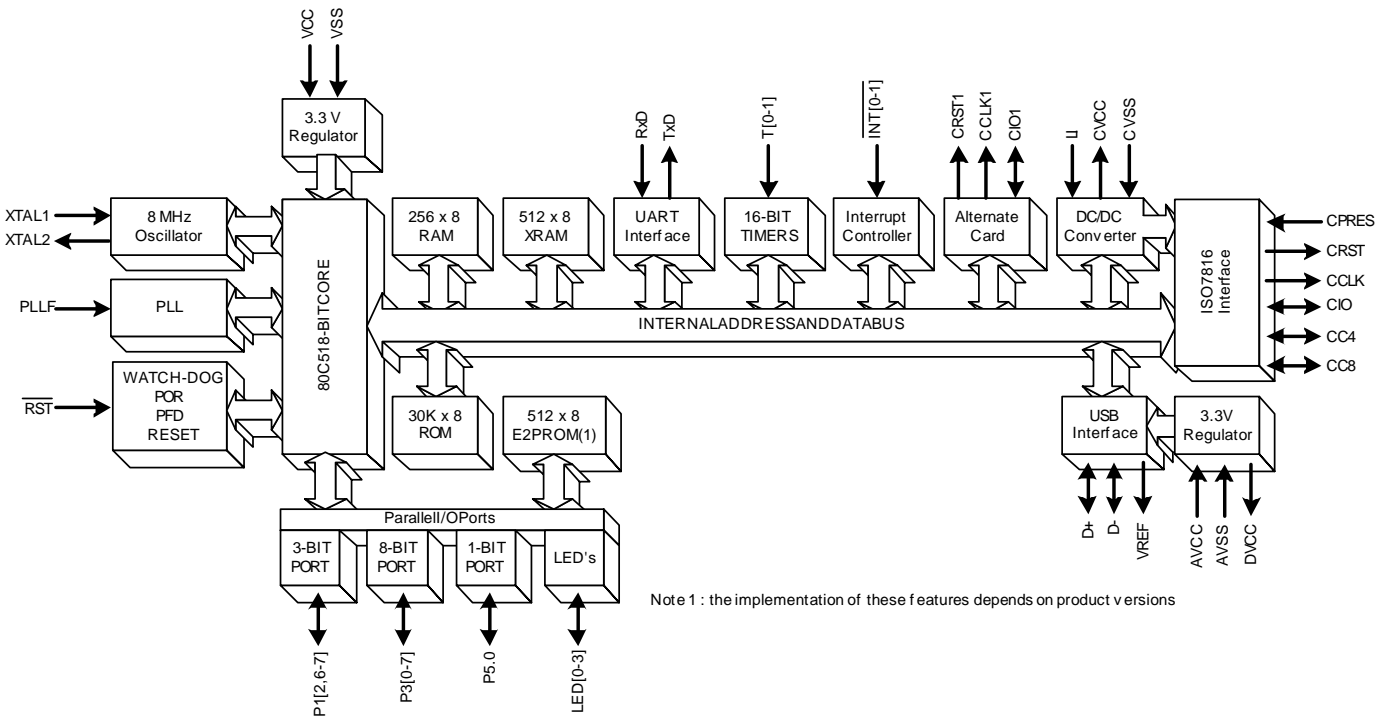 VCC
VSS
3.3 V
Regulator
RxD
TxD
T[0-1]
INT[0-1]
CRST1
CCLK1
CIO1
LI
CVCC
CVSS
XTAL1
XTAL2
8 MHz
Oscillator
256 x 8
RAM
512 x 8
XRAM
UART
Interface
16-BIT
TIMERS
Interrupt
Controller
Alternate
Card
DC/DC
Converter
ISO7816
Interface
CPRES
CRST
CCLK
CIO
CC4
CC8
PLLF
PLL
80C518-BITCORE
INTERNALADDRESSANDDATABUS
RST
WATCH-DOG
POR
PFD
RESET
30K x 8
ROM
512 x 8
E2PROM(1)
USB
Interface
3.3V
Regulator
D+
D-
VREF
AVCC
AVSS
DVCC
ParallelI/OPorts
3-BIT
PORT
8-BIT
PORT
1-BIT
PORT
LED's
P1[2,6-7]
P3[0-7]
P5.0
LED[0-3]
Note 1 : the implementation of these features depends on product versions